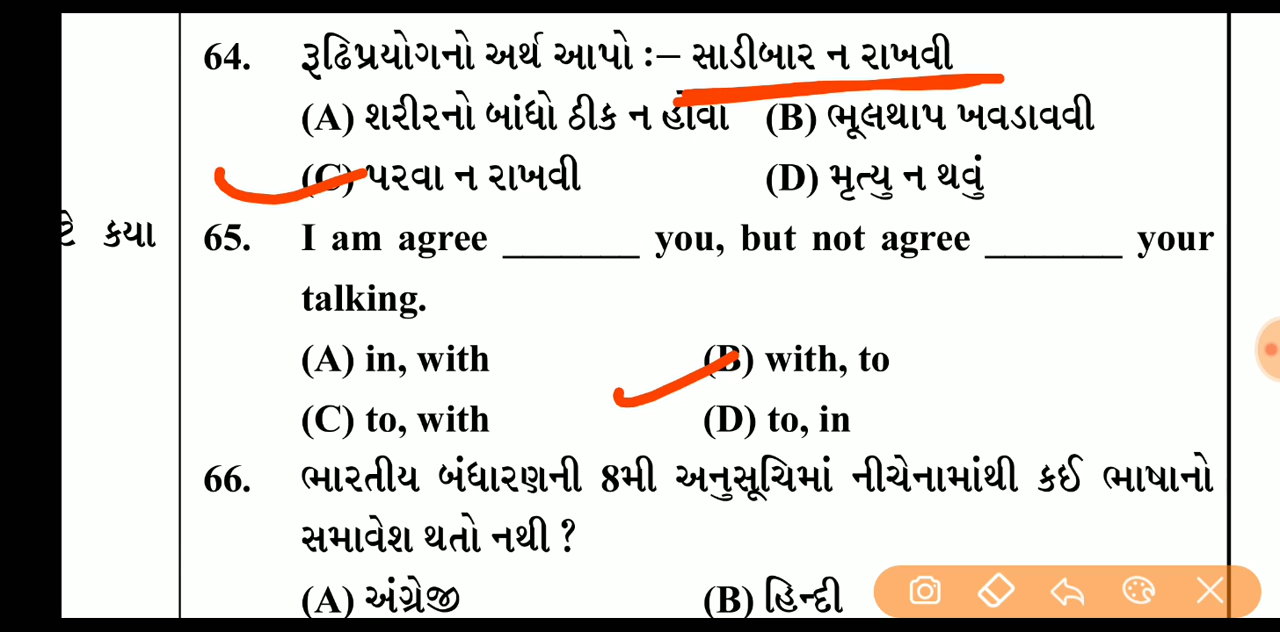 64. રૂઢિપ્રયોગનો અર્થ આપો :– સાડીબાર ન રાખવી
(A) શરીરનો બાંધો ઠીક ન હોવો (B) ભૂલથાપ ખવડાવવી
(C) પરવા ન રાખવી (D) મૃત્યુ ન થવું
ટે કયા
65. I am agree _______ you, but not agree _______ your
talking.
(A) in, with (B) with, to
(C) to, with (D) to, in
66. ભારતીય બંધારણની 8મી અનુસૂચિમાં નીચેનામાંથી કઈ ભાષાનો
સમાવેશ થતો નથી ?
(A) અંગ્રેજી (B) હિન્દી